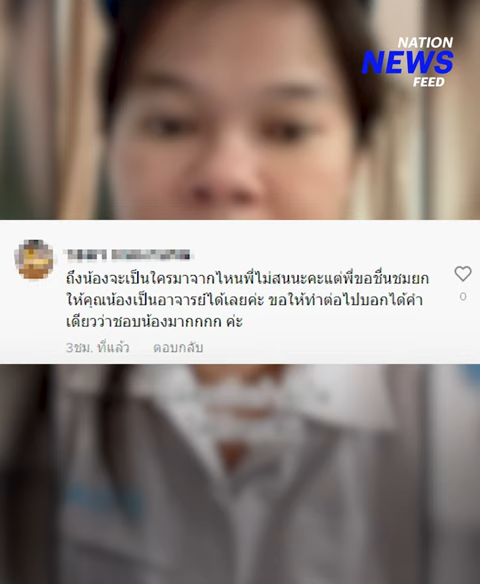 NATION
NEWS
FEED
ถึงน้องจะเป็นใครมาจากไหนพี่ไม่สนนะคะแต่พี่ขอชื่นชมยก
ให้คุณน้องเป็นอาจารย์ได้เลยค่ะ ขอให้ทำต่อไปบอกได้คำ
เดียวว่าชอบน้องมากกกก ค่ะ
0
3ชม. ที่แล้ว ตอบกลับ